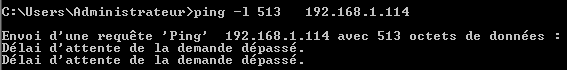 C:\Users\Administrateur>ping -l 513   192.168.1.114
Envoi d'une requête 'Ping'  192.168.1.114 avec 513 octets de données :
Délai d'attente de la demande dépassé.
Délai d'attente de la demande dépassé.